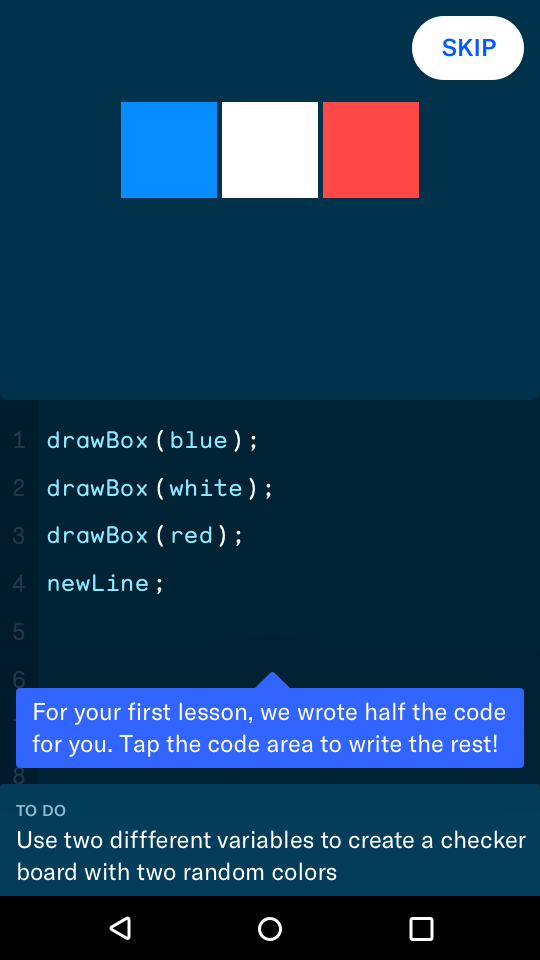 SKIP
1 drawBox(blue);
2 drawBox(white);
3 drawBox(red);
4 newLine;
5
6
For your first lesson, we wrote half the code
for you. Tap the code area to write the rest!
8
TO DO
Use two diffferent variables to create a checker
board with two random colors